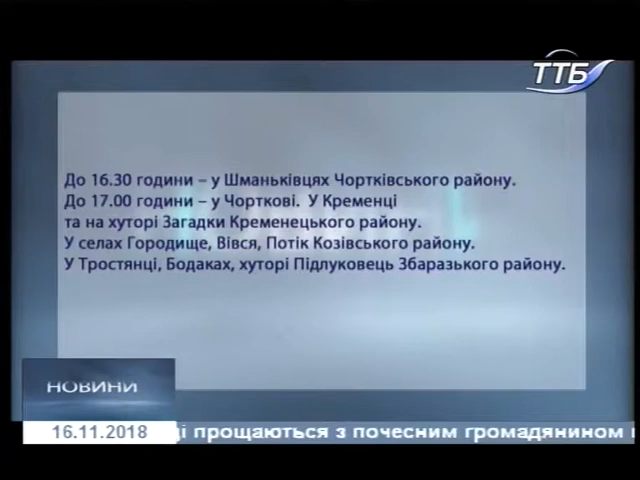 ТТБ
До 16.30 години – у Шманьківцях Чортківського району.
До 17.00 години – у Чорткові. У Кременці
та на хуторі Загадки Кременецького району.
У селах Городище, Вівся, Потік Козівського району.
У Тростянці, Бодаках, хуторі Підлуковець Збаразького району.
НОВИНИ
16.11.2018
прощаються з почесним громадянином